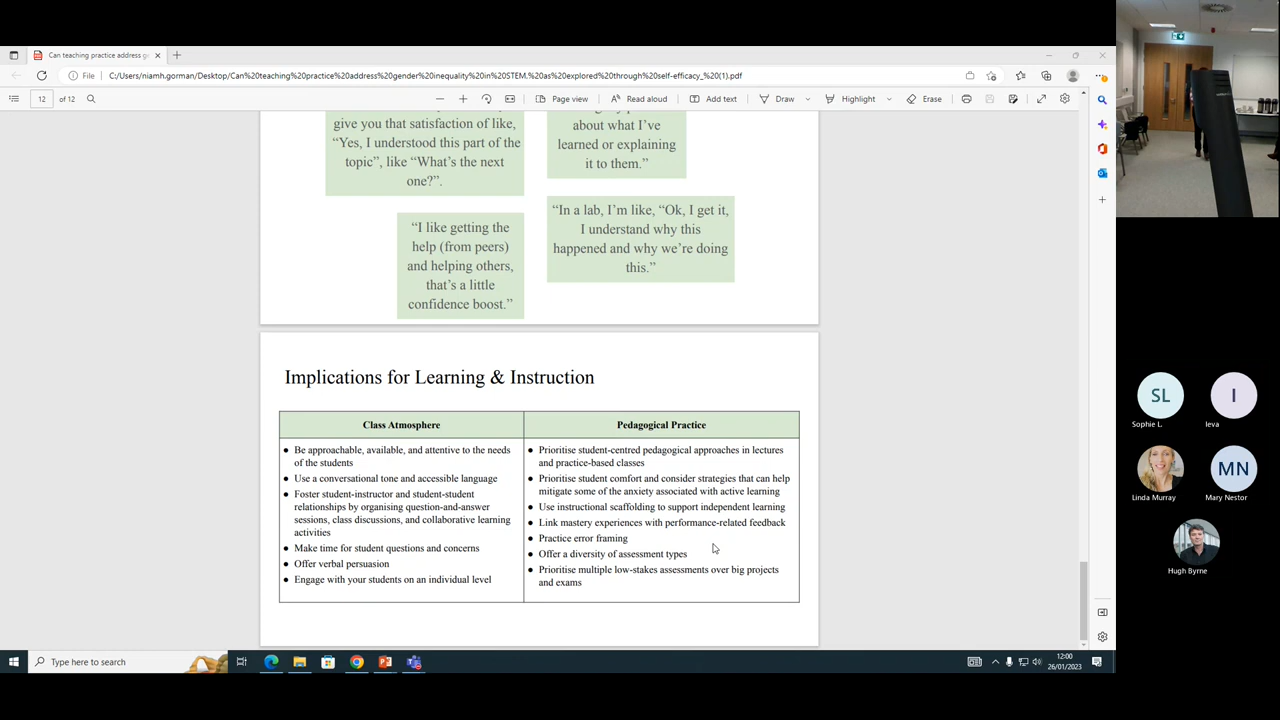 Can teaching practice address g
File
C:/Users/niamh.gorman/Desktop/Can%20teaching%20practice%20address%20gender%20inequality%20in%20STEM.%20as%20explored%20through%20self-efficacy_%20(1).pdf
12 of 12
Page view
Read aloud
Add text
Draw
Highlight
Erase
give you that satisfaction of like,
“Yes, I understood this part of the
topic”, like “What’s the next
one?”.
about what I’ve
learned or explaining
it to them.”
“I like getting the
help (from peers)
and helping others,
that’s a little
confidence boost.”
“In a lab, I’m like, “Ok, I get it,
I understand why this
happened and why we’re doing
this.”
Implications for Learning & Instruction
Class Atmosphere
● Be approachable, available, and attentive to the needs
of the students
● Use a conversational tone and accessible language
● Foster student-instructor and student-student
relationships by organising question-and-answer
sessions, class discussions, and collaborative learning
activities
● Make time for student questions and concerns
● Offer verbal persuasion
● Engage with your students on an individual level
Pedagogical Practice
● Prioritise student-centred pedagogical approaches in lectures
and practice-based classes
● Prioritise student comfort and consider strategies that can help
mitigate some of the anxiety associated with active learning
● Use instructional scaffolding to support independent learning
● Link mastery experiences with performance-related feedback
● Practice error framing
● Offer a diversity of assessment types
● Prioritise multiple low-stakes assessments over big projects
and exams
SL
Sophie L.
I
Ieva
Linda Murray
MN
Mary Nestor
Hugh Byrne
Type here to search
12:00
26/01/2023